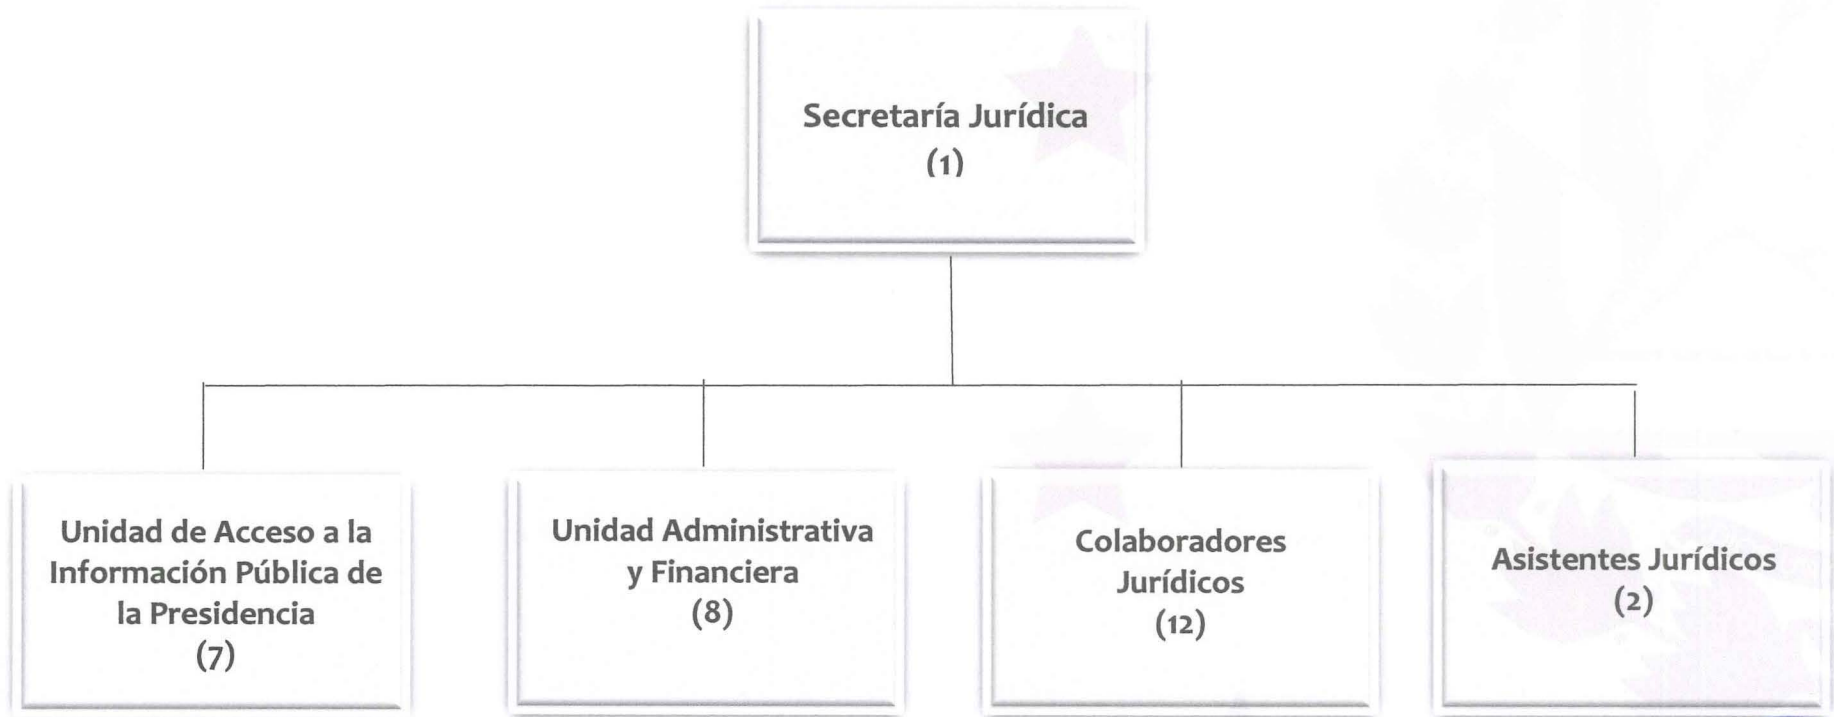 Secretaría Jurídica
(1)
Unidad de Acceso a la
Información Pública de
la Presidencia
(7)
Unidad Administrativa
y Financiera
(8)
Colaboradores
Jurídicos
(12)
Asistentes Jurídicos
(2)